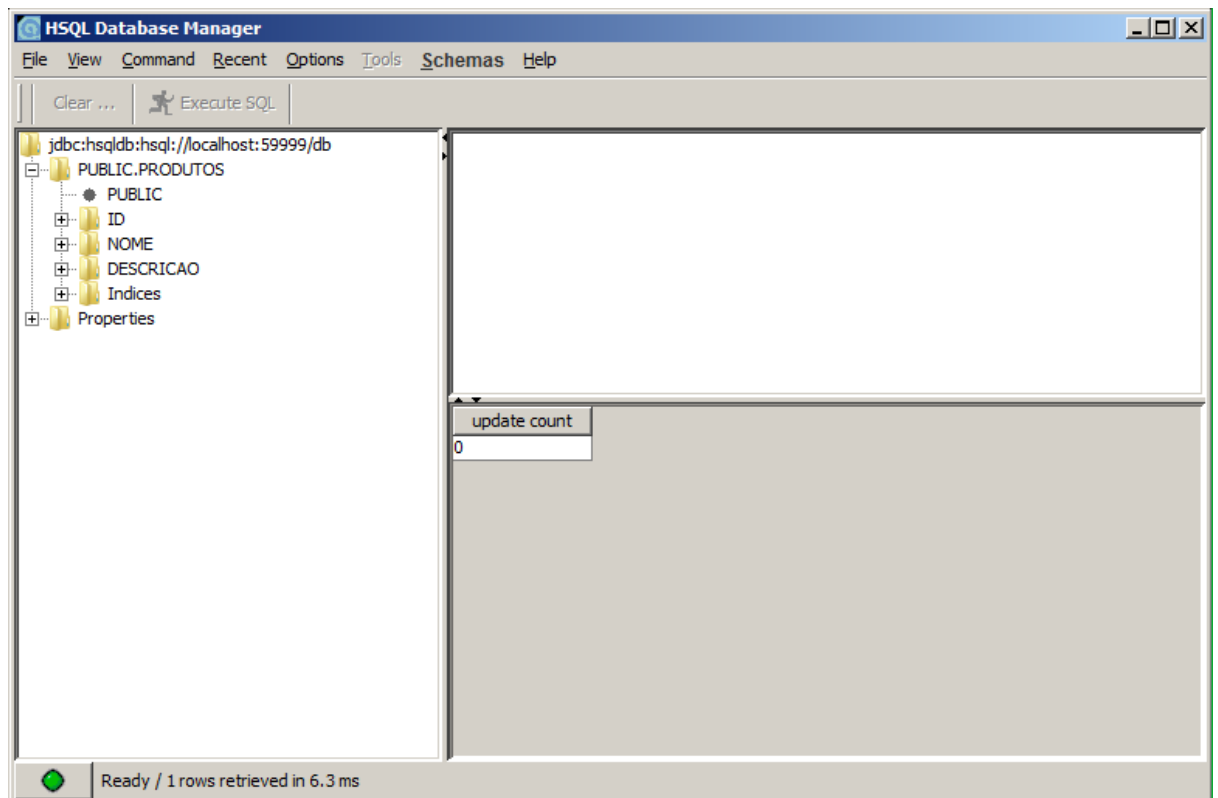 HSQL Database Manager
File View Command Recent Options Tools Schemas Help
Clear ... Execute SQL
jdbc:hsqldb:hsql://localhost:59999/db
PUBLIC.PRODUTOS
PUBLIC
ID
NOME
DESCRICAO
Indices
Properties
update count
0
Ready / 1 rows retrieved in 6.3 ms